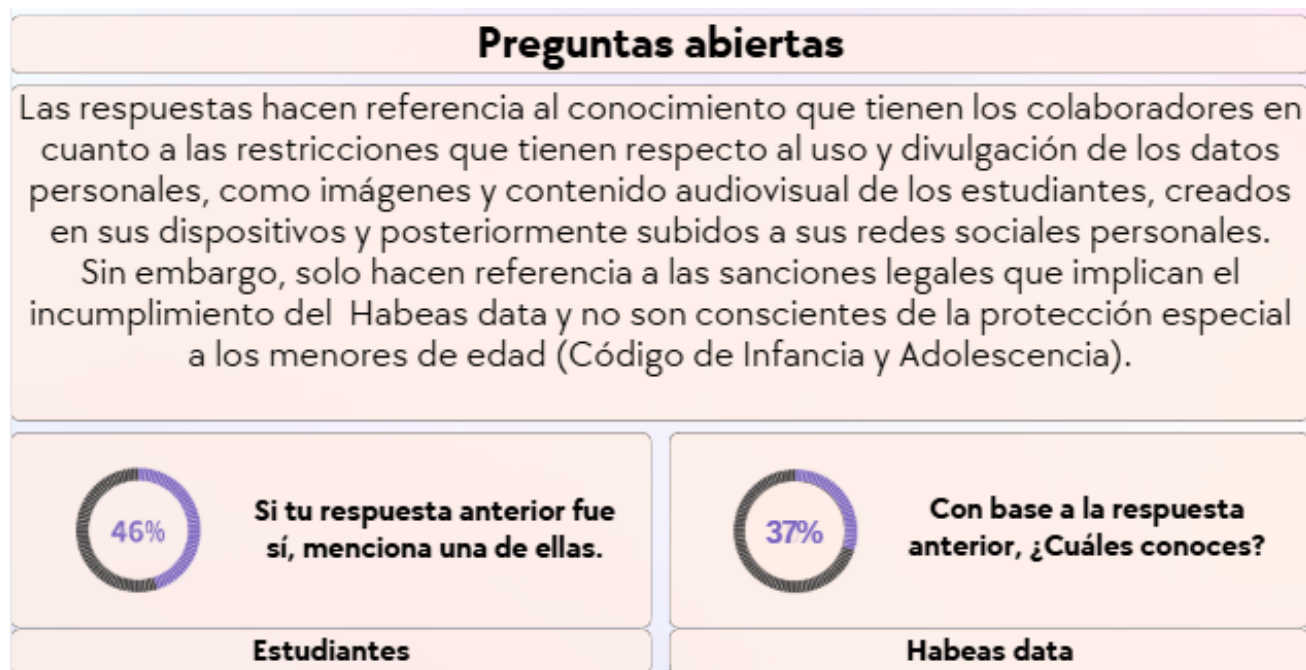 Preguntas abiertas
Las respuestas hacen referencia al conocimiento que tienen los colaboradores en
cuanto a las restricciones que tienen respecto al uso y divulgación de los datos
personales, como imágenes y contenido audiovisual de los estudiantes, creados
en sus dispositivos y posteriormente subidos a sus redes sociales personales.
Sin embargo, solo hacen referencia a las sanciones legales que implican el
incumplimiento del Habeas data y no son conscientes de la protección especial
a los menores de edad (Código de Infancia y Adolescencia).
46%
Si tu respuesta anterior fue
sí, menciona una de ellas.
37%
Con base a la respuesta
anterior, ¿Cuáles conoces?
Estudiantes
Habeas data